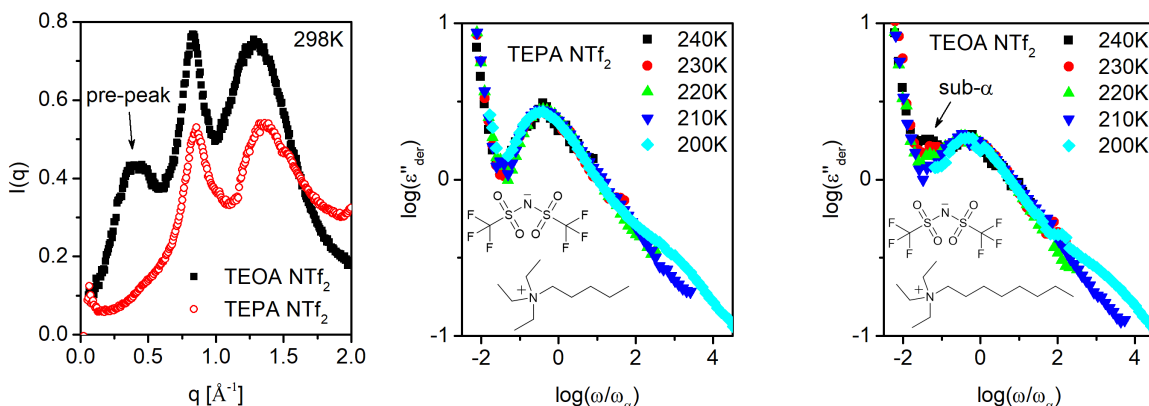 0.8
0.6
0.4
0.2
0.0
0.0
0.5
1.0
1.5
2.0
I(q)
q [Å⁻¹]
298K
pre-peak
TEOA NTf₂
TEPA NTf₂
1
0
-1
-2
0
2
4
log(ε"der)
log(ω/ωα)
TEPA NTf₂
240K
230K
220K
210K
200K
O
O
N
−
O
O
S
S
F
F
F
F
F
F
N
+
1
0
-1
-2
0
2
4
log(ε"der)
log(ω/ωα)
TEOA NTf₂
sub-α
240K
230K
220K
210K
200K
O
O
N
−
O
O
S
S
F
F
F
F
F
F
N
+